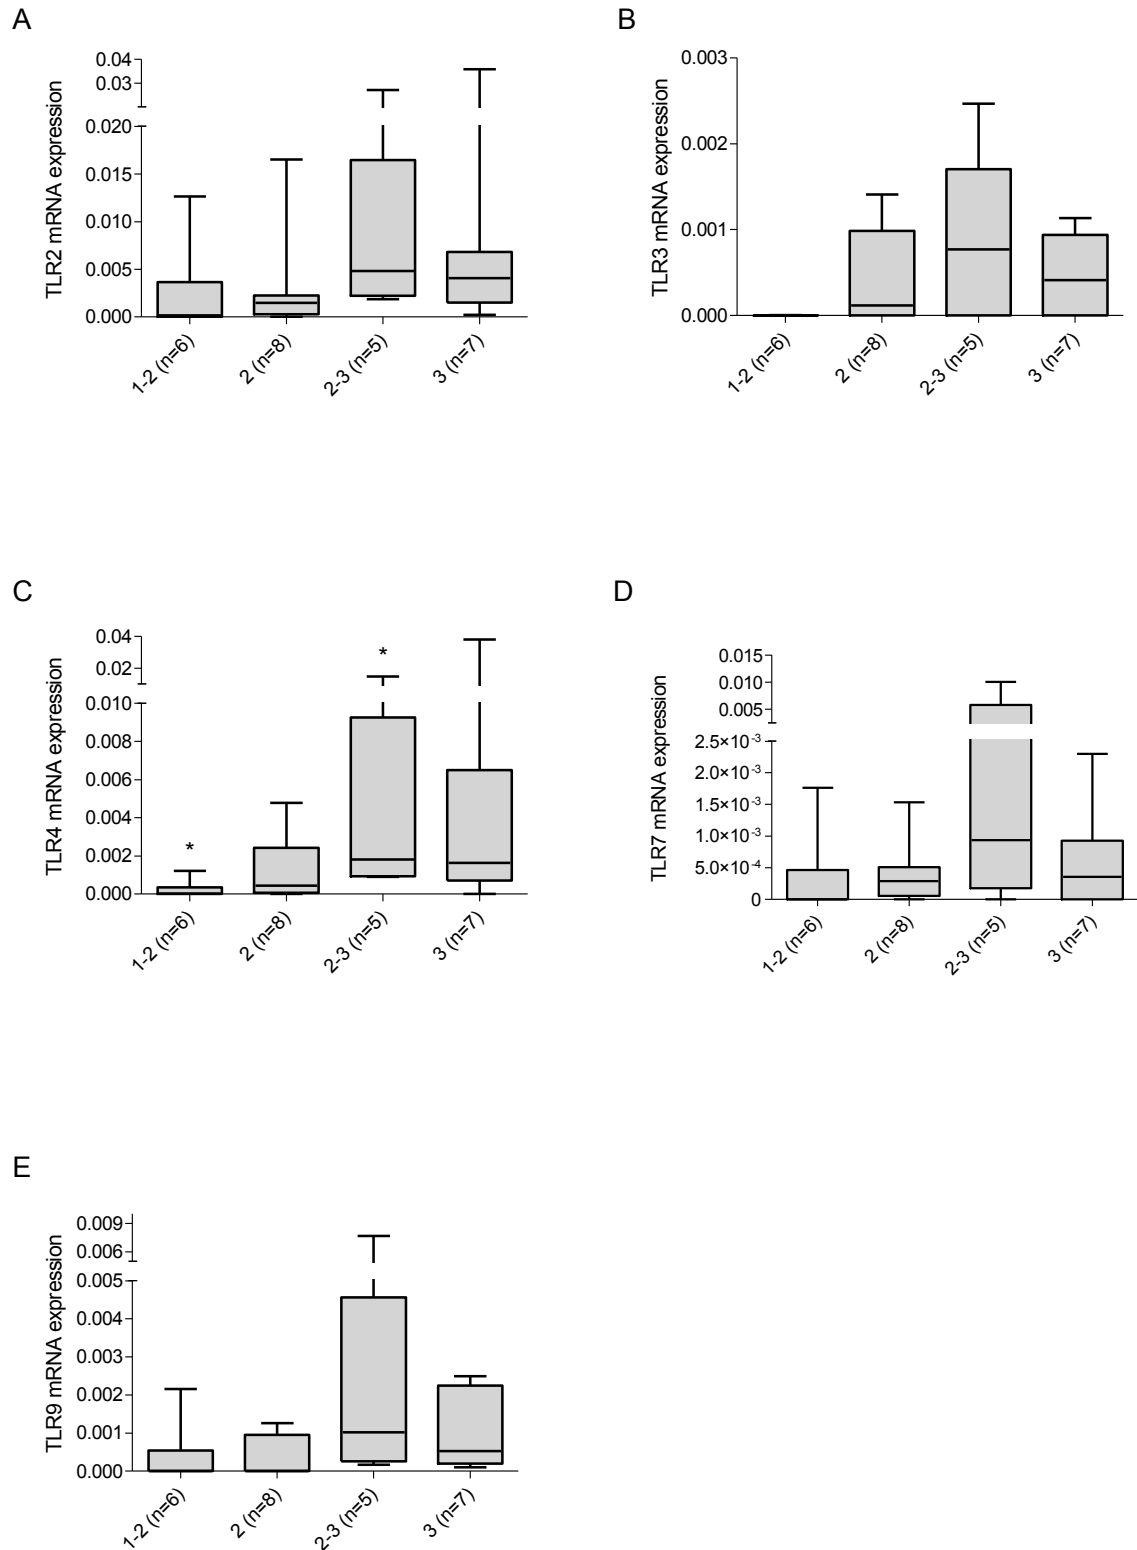 A
TLR2 mRNA expression
0.04
0.03
0.020
0.015
0.010
0.005
0.000
1-2 (n=6)
2 (n=8)
2-3 (n=5)
3 (n=7)
B
TLR3 mRNA expression
0.003
0.002
0.001
0.000
1-2 (n=6)
2 (n=8)
2-3 (n=5)
3 (n=7)
C
TLR4 mRNA expression
0.04
0.02
0.010
0.008
0.006
0.004
0.002
0.000
*
*
1-2 (n=6)
2 (n=8)
2-3 (n=5)
3 (n=7)
D
TLR7 mRNA expression
0.015
0.010
0.005
2.5×10⁻³
2.0×10⁻³
1.5×10⁻³
1.0×10⁻³
5.0×10⁻⁴
0
1-2 (n=6)
2 (n=8)
2-3 (n=5)
3 (n=7)
E
TLR9 mRNA expression
0.009
0.006
0.005
0.004
0.003
0.002
0.001
0.000
1-2 (n=6)
2 (n=8)
2-3 (n=5)
3 (n=7)